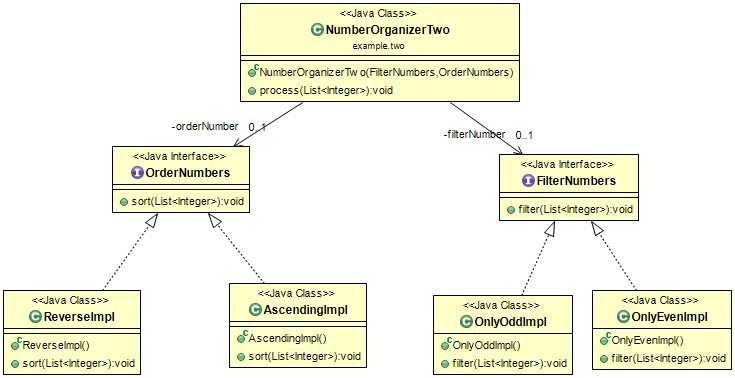 <<Java Class>>
NumberOrganizerTwo
example.two
NumberOrganizerTwo(FilterNumbers,OrderNumbers)
process(List<Integer>):void
-orderNumber 0..1
-filterNumber 0..1
<<Java Interface>>
OrderNumbers
sort(List<Integer>):void
<<Java Interface>>
FilterNumbers
filter(List<Integer>):void
<<Java Class>>
ReverseImpl
ReverseImpl()
sort(List<Integer>):void
<<Java Class>>
AscendingImpl
AscendingImpl()
sort(List<Integer>):void
<<Java Class>>
OnlyOddImpl
OnlyOddImpl()
filter(List<Integer>):void
<<Java Class>>
OnlyEvenImpl
OnlyEvenImpl()
filter(List<Integer>):void